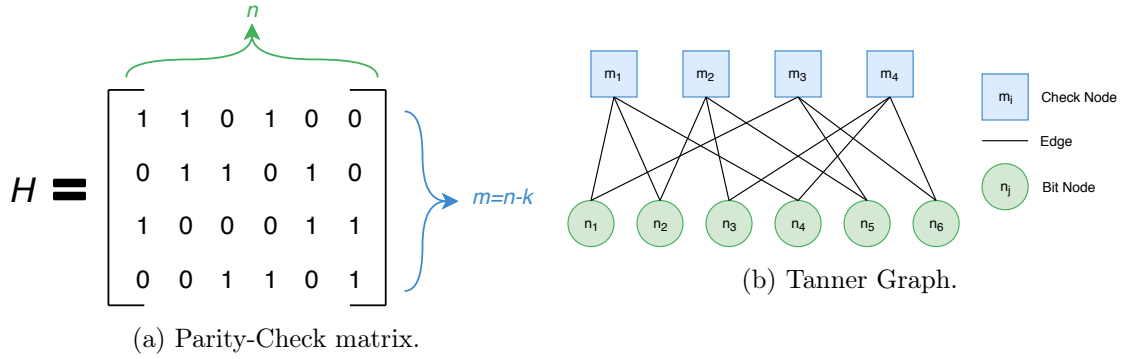 n
H =
1 1 0 1 0 0
0 1 1 0 1 0
1 0 0 0 1 1
0 0 1 1 0 1
m=n-k
(a) Parity-Check matrix.
m1 m2 m3 m4
n1 n2 n3 n4 n5 n6
mi Check Node
Edge
nj Bit Node
(b) Tanner Graph.